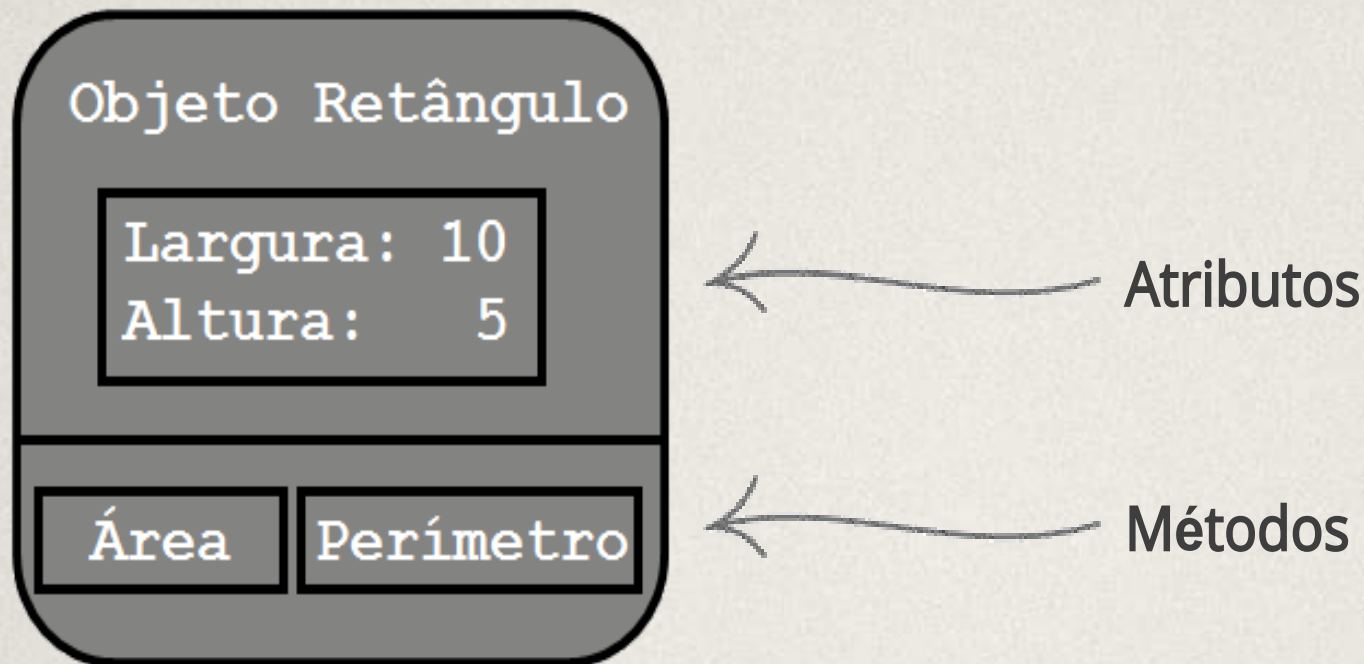 Objeto Retângulo
Largura: 10
Altura: 5
Atributos
Área Perímetro
Métodos